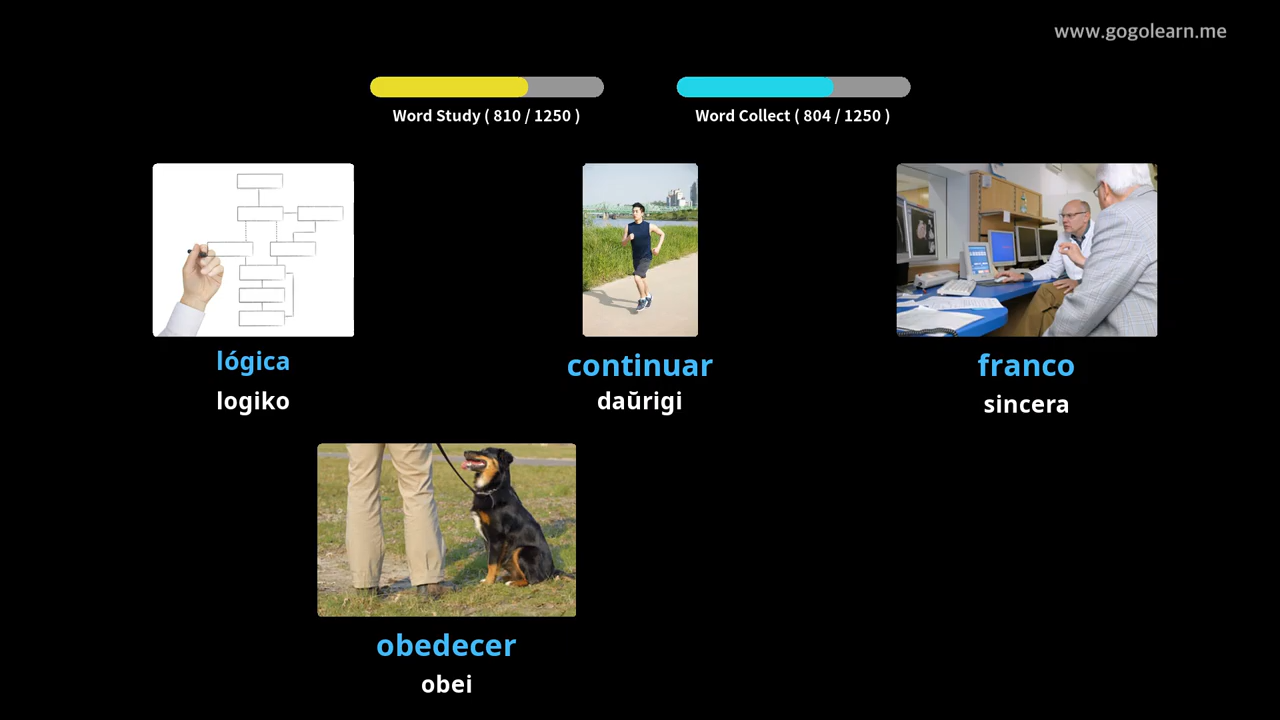 www.gogolearn.me
Word Study ( 810 / 1250 )
Word Collect ( 804 / 1250 )
lógica
logiko
continuar
daŭrigi
franco
sincera
obedecer
obei